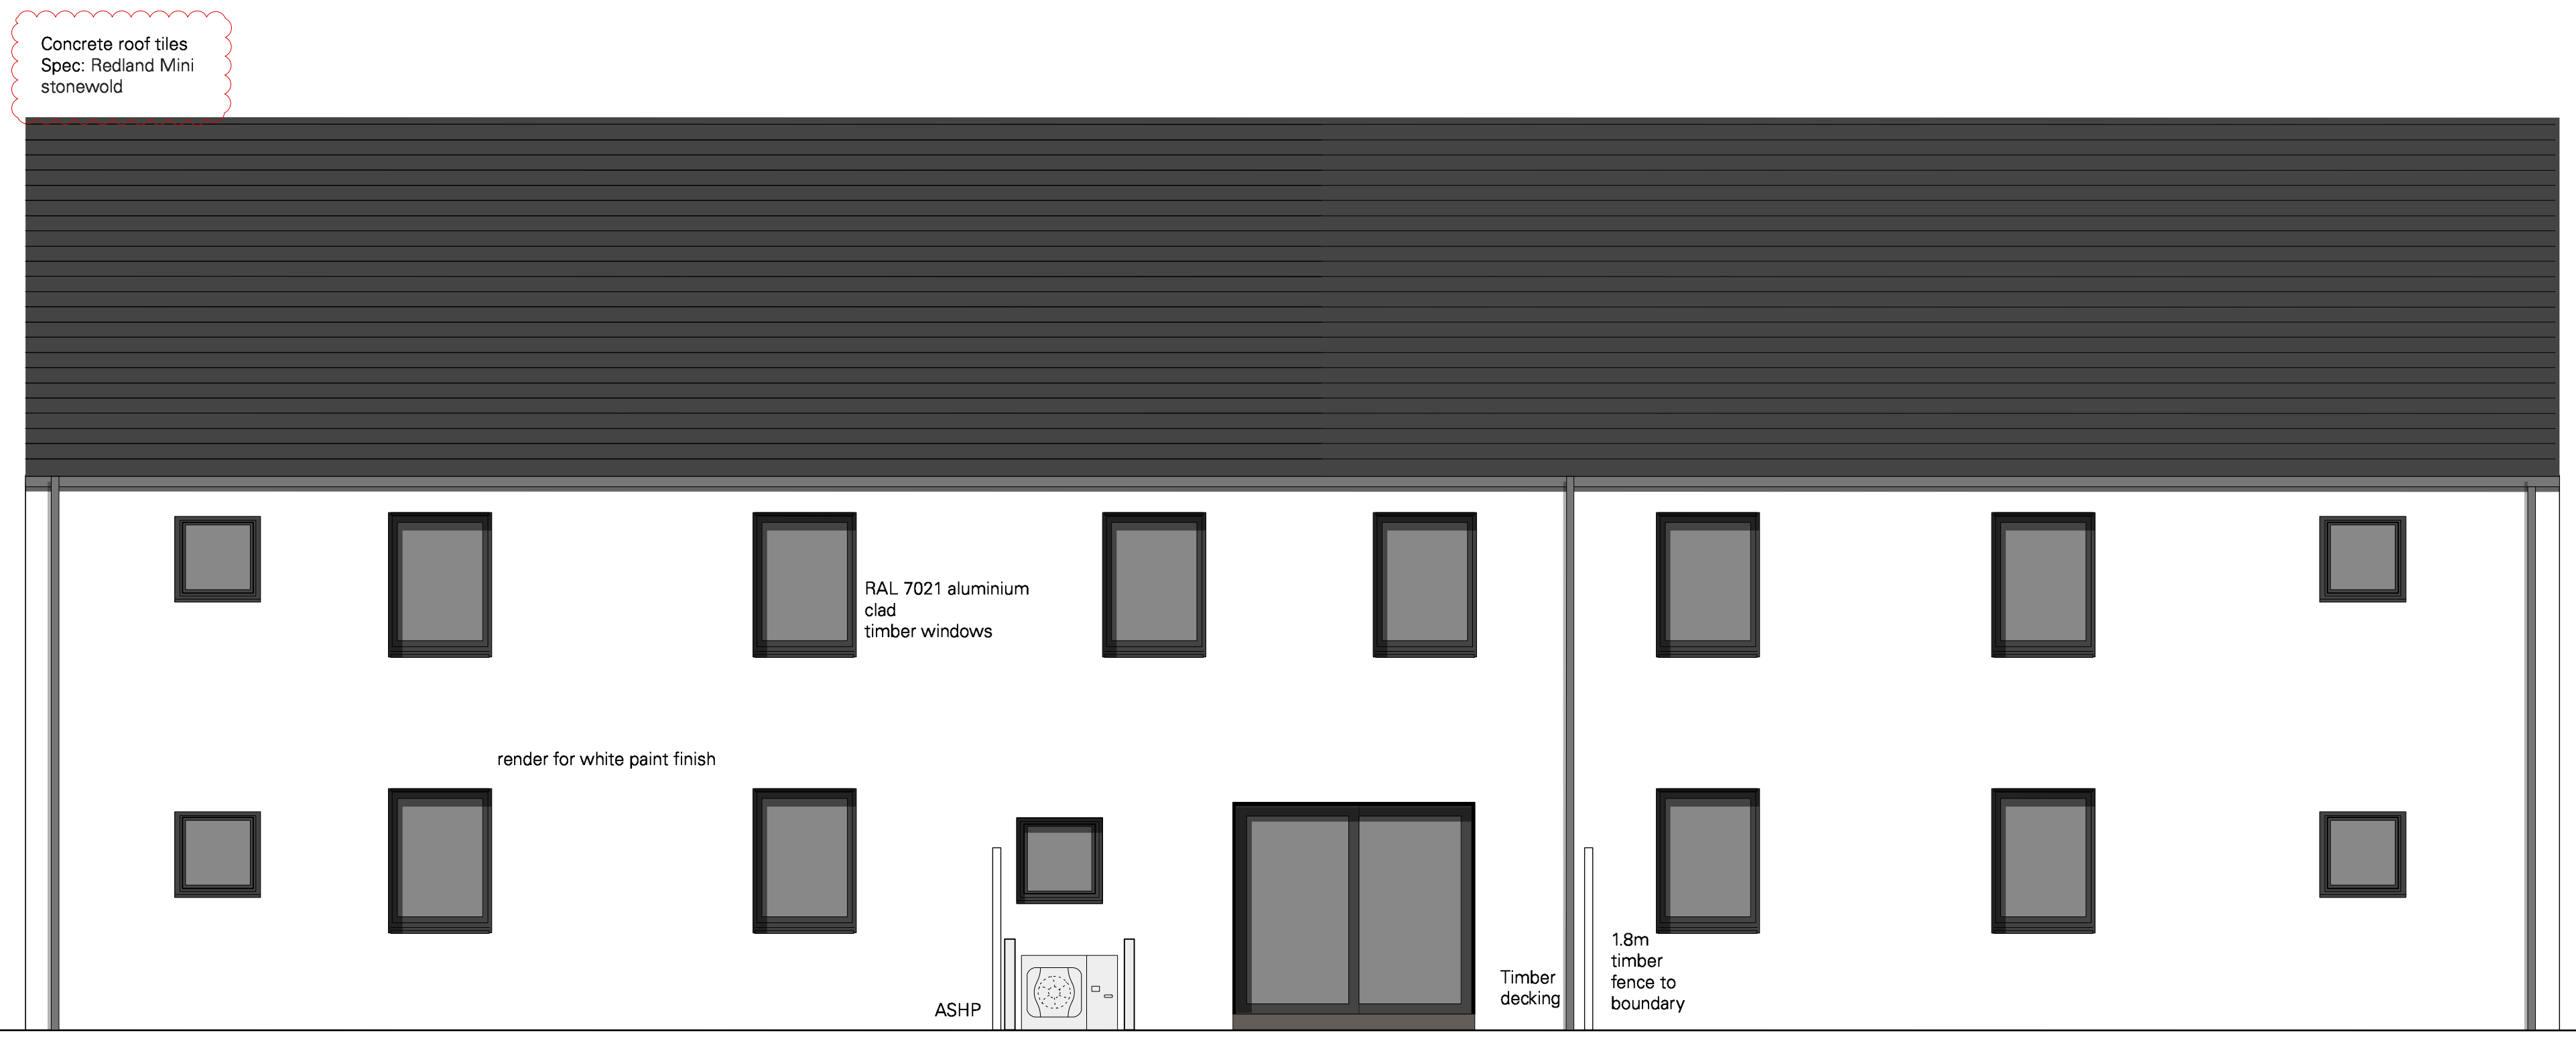 Concrete roof tiles
Spec: Redland Mini
stonewold
RAL 7021 aluminium
clad
timber windows
render for white paint finish
ASHP
Timber
decking
1.8m
timber
fence to
boundary